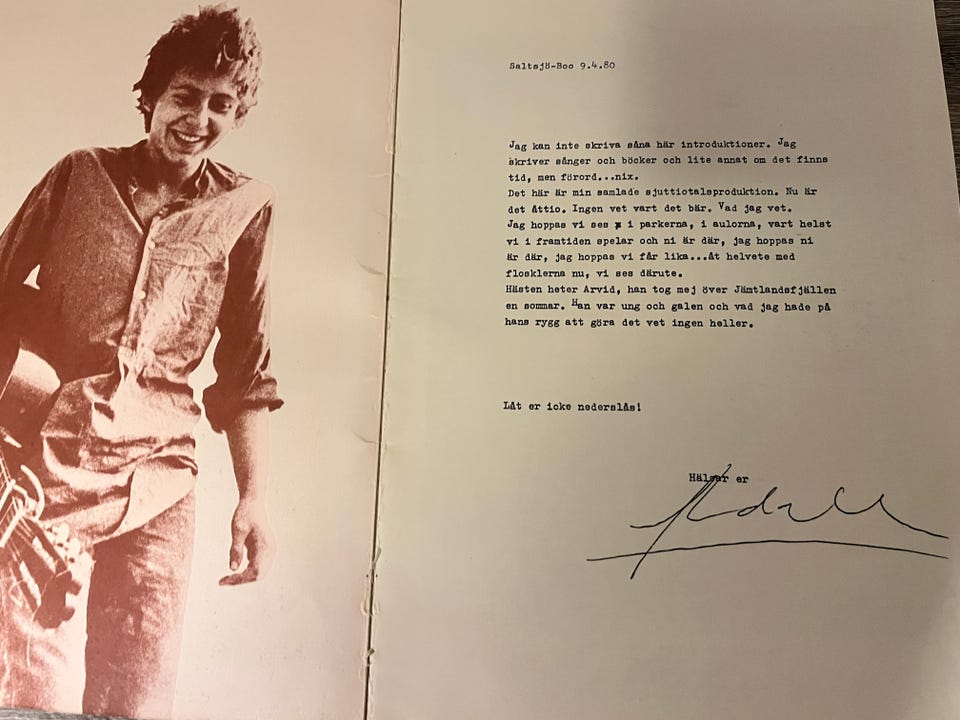 Saltsjö-Boo 9.4.80
Jag kan inte skriva såna här introduktioner. Jag
skriver sånger och böcker och lite annat om det finns
tid, men förord...nix.
Det här är min samlade sjuttiotalsproduktion. Nu är
det åttio. Ingen vet vart det bär. Vad jag vet.
Jag hoppas vi ses i parkerna, i aulorna, vart helst
vi i framtiden spelar och ni är där, jag hoppas ni
är där, jag hoppas vi får lika...åt helvete med
flosklerna nu, vi ses därute.
Hästen heter Arvid, han tog mej över Jämtlandsfjällen
en sommar. Han var ung och galen och vad jag hade på
hans rygg att göra det vet ingen heller.
Låt er icke nederslås!
Hälsar er